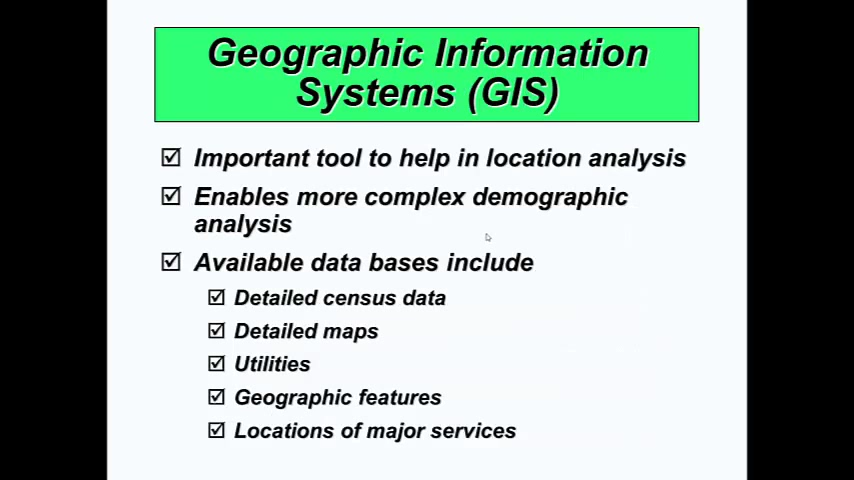 Geographic Information
Systems (GIS)
Important tool to help in location analysis
Enables more complex demographic
analysis
Available data bases include
Detailed census data
Detailed maps
Utilities
Geographic features
Locations of major services